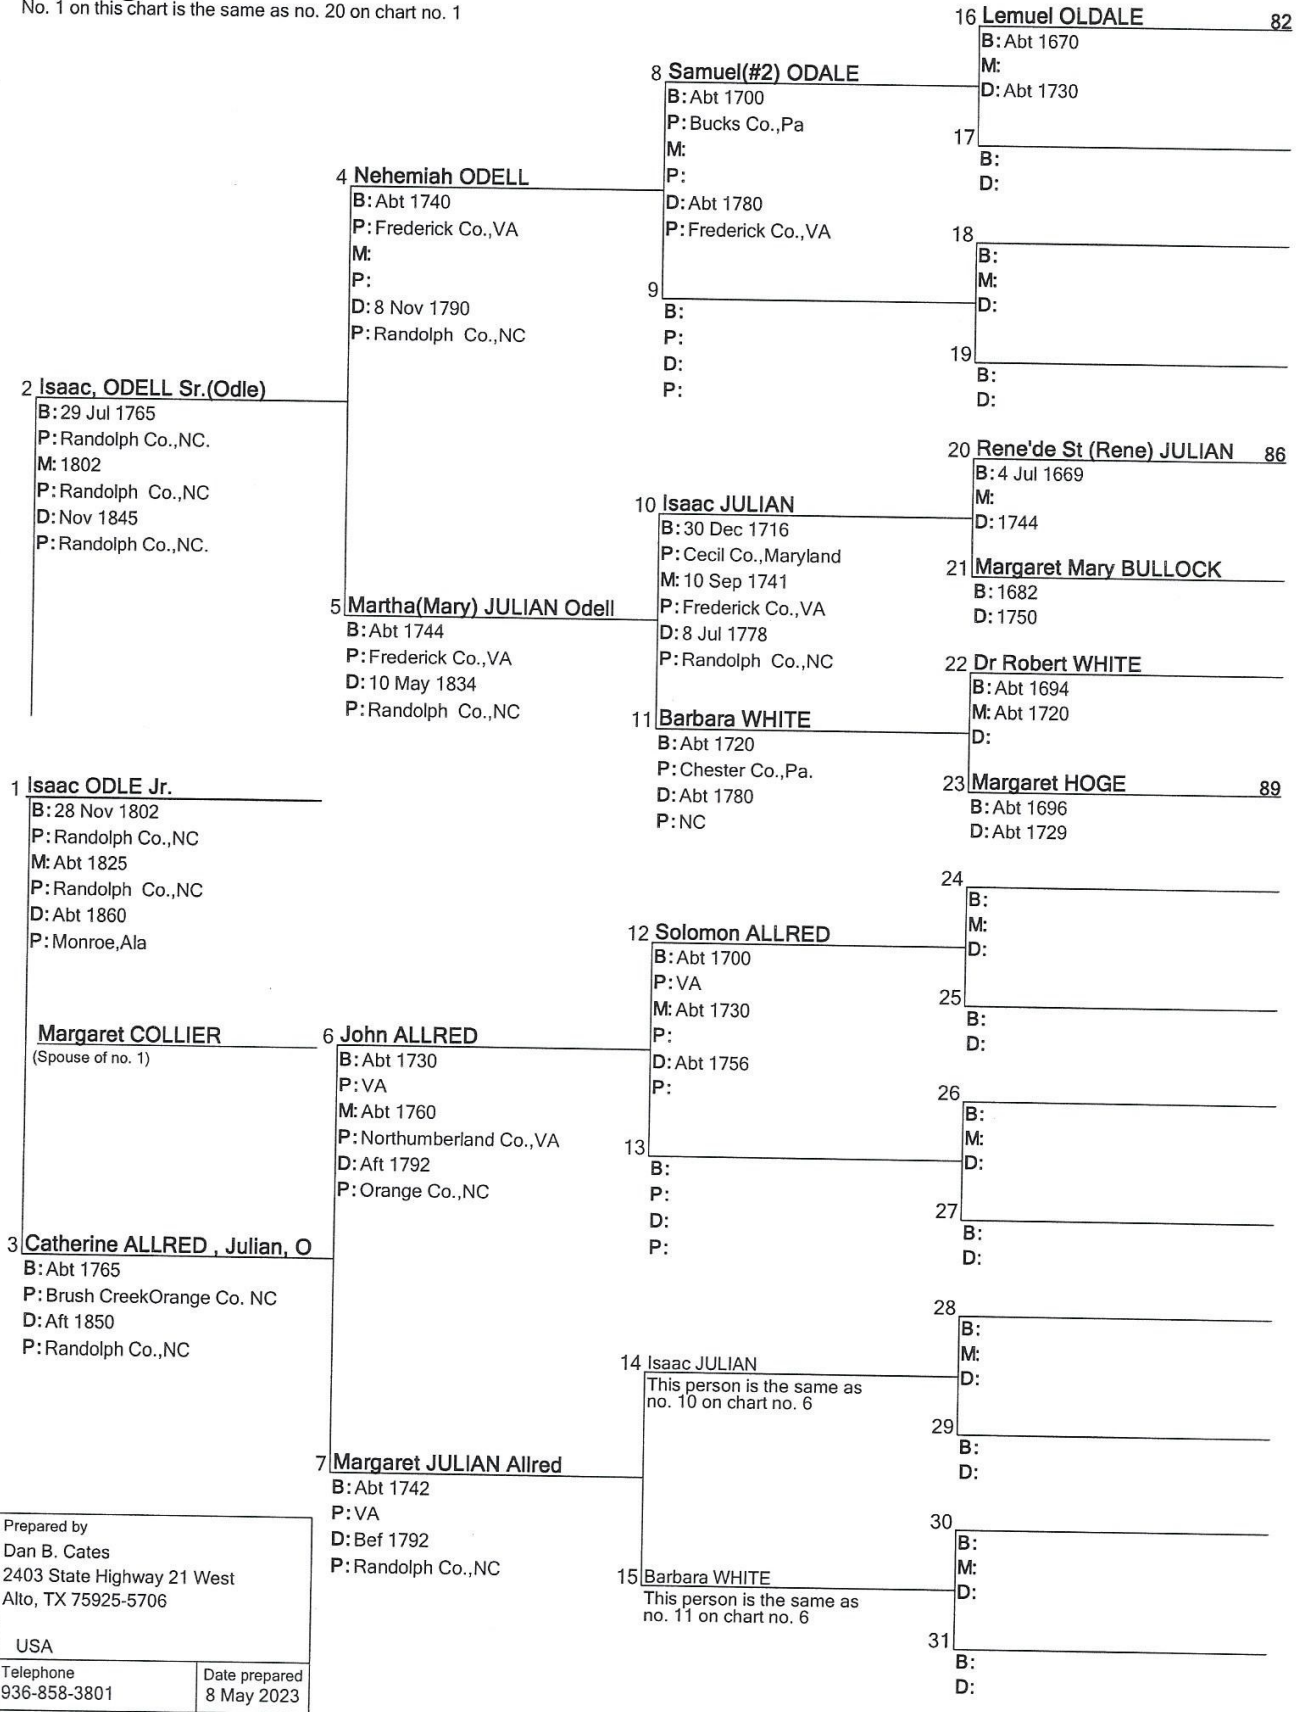 No. 1 on this chart is the same as no. 20 on chart no. 1
16 Lemuel OLDALE 82
B: Abt 1670
M:
D: Abt 1730
8 Samuel(#2) ODALE
B: Abt 1700
P: Bucks Co.,Pa
M:
P:
D: Abt 1780
P: Frederick Co.,VA
17
B:
D:
4 Nehemiah ODELL
B: Abt 1740
P: Frederick Co.,VA
M:
P:
D: 8 Nov 1790
P: Randolph Co.,NC
18
B:
M:
D:
9
B:
P:
D:
P:
19
B:
D:
2 Isaac, ODELL Sr.(Odle)
B: 29 Jul 1765
P: Randolph Co.,NC.
M: 1802
P: Randolph Co.,NC
D: Nov 1845
P: Randolph Co.,NC.
20 Rene'de St (Rene) JULIAN 86
B: 4 Jul 1669
M:
D: 1744
10 Isaac JULIAN
B: 30 Dec 1716
P: Cecil Co.,Maryland
M: 10 Sep 1741
P: Frederick Co.,VA
D: 8 Jul 1778
P: Randolph Co.,NC
21 Margaret Mary BULLOCK
B: 1682
D: 1750
5 Martha(Mary) JULIAN Odell
B: Abt 1744
P: Frederick Co.,VA
D: 10 May 1834
P: Randolph Co.,NC
22 Dr Robert WHITE
B: Abt 1694
M: Abt 1720
D:
11 Barbara WHITE
B: Abt 1720
P: Chester Co.,Pa.
D: Abt 1780
P: NC
23 Margaret HOGE 89
B: Abt 1696
D: Abt 1729
1 Isaac ODLE Jr.
B: 28 Nov 1802
P: Randolph Co.,NC
M: Abt 1825
P: Randolph Co.,NC
D: Abt 1860
P: Monroe,Ala
24
B:
M:
D:
12 Solomon ALLRED
B: Abt 1700
P: VA
M: Abt 1730
P:
D: Abt 1756
P:
25
B:
D:
Margaret COLLIER
(Spouse of no. 1)
6 John ALLRED
B: Abt 1730
P: VA
M: Abt 1760
P: Northumberland Co.,VA
D: Aft 1792
P: Orange Co.,NC
26
B:
M:
D:
13
B:
P:
D:
P:
27
B:
D:
3 Catherine ALLRED , Julian, O
B: Abt 1765
P: Brush CreekOrange Co. NC
D: Aft 1850
P: Randolph Co.,NC
28
B:
M:
D:
14 Isaac JULIAN
This person is the same as
no. 10 on chart no. 6
29
B:
D:
7 Margaret JULIAN Allred
B: Abt 1742
P: VA
D: Bef 1792
P: Randolph Co.,NC
30
B:
M:
D:
15 Barbara WHITE
This person is the same as
no. 11 on chart no. 6
31
B:
D:
Prepared by
Dan B. Cates
2403 State Highway 21 West
Alto, TX 75925-5706
USA
Telephone
936-858-3801
Date prepared
8 May 2023